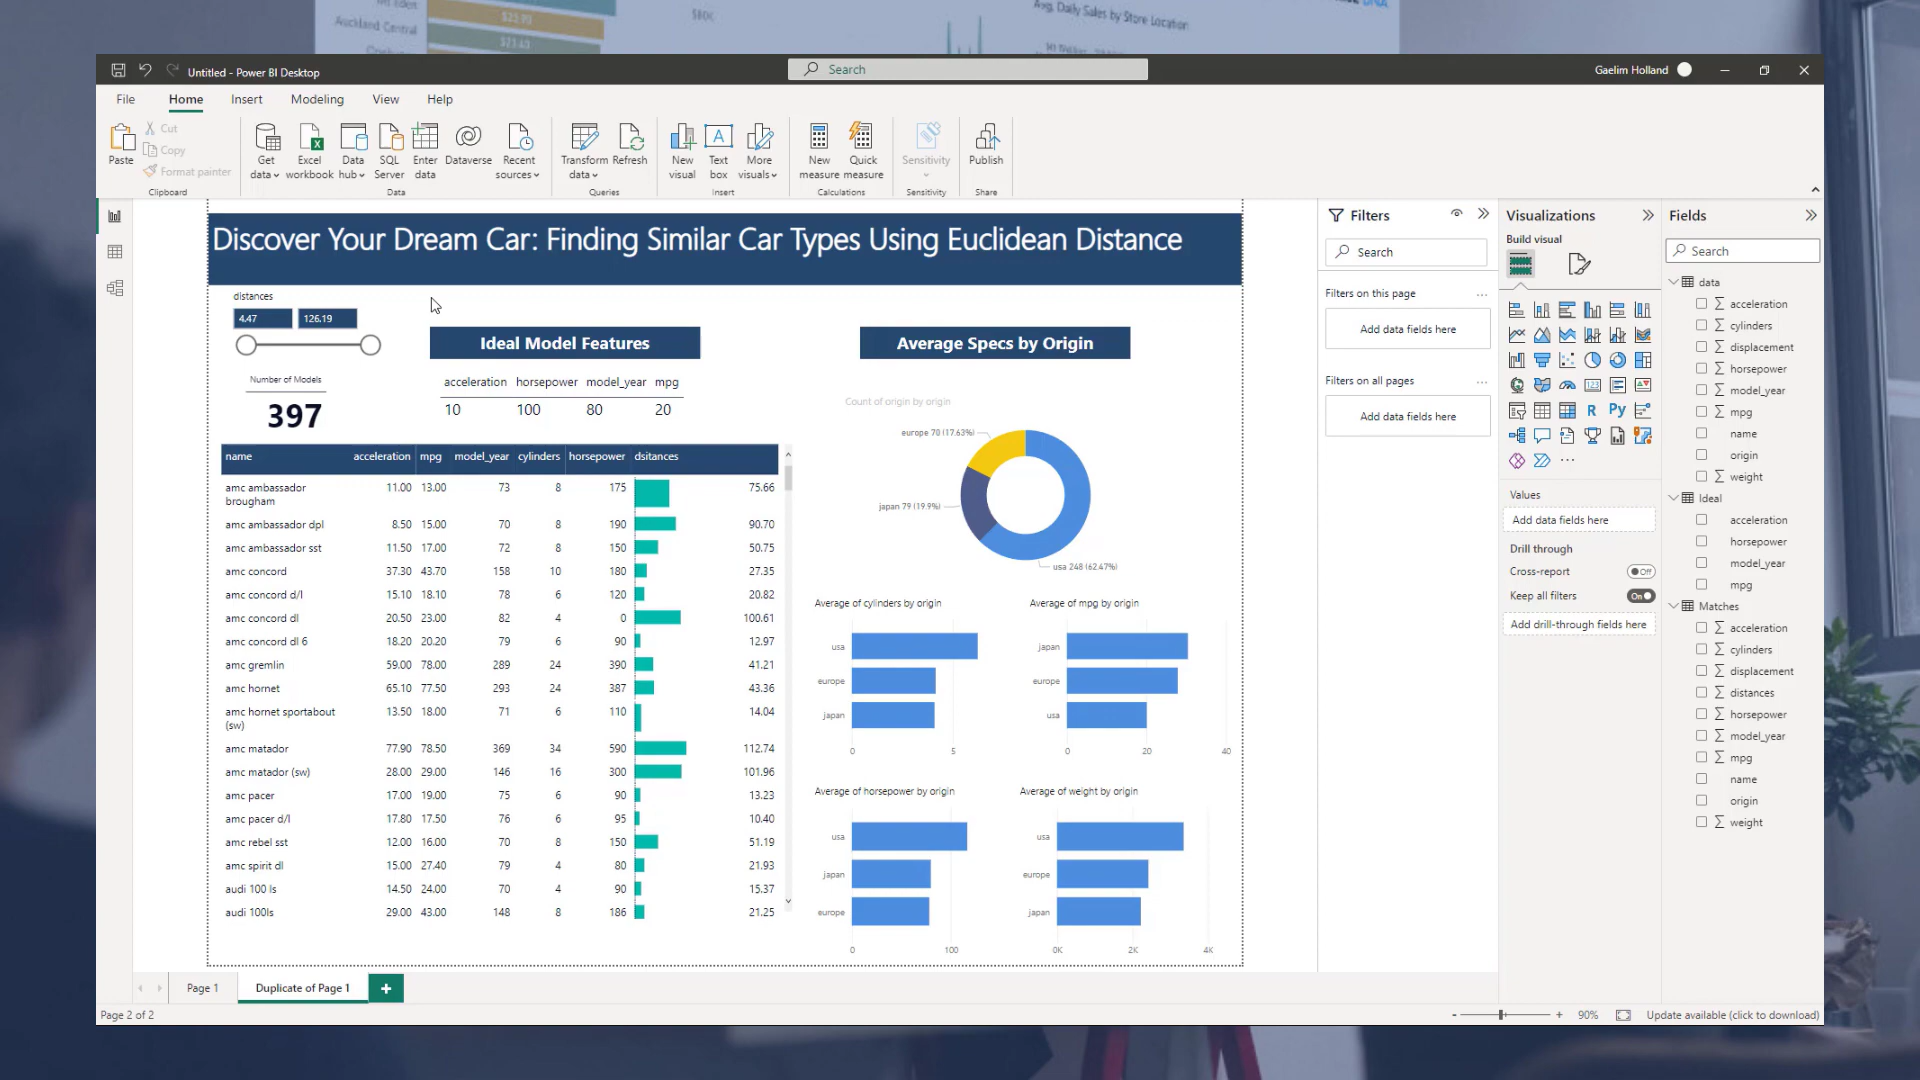 Auckland Central
$25.93
$23.43
$80K
Avg. Daily Sales by Store Location
DNA
Untitled - Power BI Desktop
Search
Gaelim Holland
File Home Insert Modeling View Help
Paste
Cut
Copy
Format painter
Get data
Excel workbook
Data hub
SQL Server
Enter data
Dataverse
Recent sources
Transform data
Refresh
New visual
Text box
More visuals
New measure
Quick measure
Sensitivity
Publish
Clipboard Data Queries Insert Calculations Sensitivity Share
Discover Your Dream Car: Finding Similar Car Types Using Euclidean Distance
distances
4.47 126.19
Number of Models
397
Ideal Model Features
acceleration horsepower model_year mpg
10 100 80 20
name acceleration mpg model_year cylinders horsepower dsitances
amc ambassador brougham 11.00 13.00 73 8 175 75.66
amc ambassador dpl 8.50 15.00 70 8 190 90.70
amc ambassador sst 11.50 17.00 72 8 150 50.75
amc concord 37.30 43.70 158 10 180 27.35
amc concord d/l 15.10 18.10 78 6 120 20.82
amc concord dl 20.50 23.00 82 4 0 100.61
amc concord dl 6 18.20 20.20 79 6 90 12.97
amc gremlin 59.00 78.00 289 24 390 41.21
amc hornet 65.10 77.50 293 24 387 43.36
amc hornet sportabout (sw) 13.50 18.00 71 6 110 14.04
amc matador 77.90 78.50 369 34 590 112.74
amc matador (sw) 28.00 29.00 146 16 300 101.96
amc pacer 17.00 19.00 75 6 90 13.23
amc pacer d/l 17.80 17.50 76 6 95 10.40
amc rebel sst 12.00 16.00 70 8 150 51.19
amc spirit dl 15.00 27.40 79 4 80 21.93
audi 100 ls 14.50 24.00 70 4 90 15.37
audi 100ls 29.00 43.00 148 8 186 21.25
Average Specs by Origin
Count of origin by origin
europe 70 (17.63%)
japan 79 (19.9%)
usa 248 (62.47%)
Average of cylinders by origin
usa
europe
japan
0 5
Average of mpg by origin
japan
europe
usa
0 20 40
Average of horsepower by origin
usa
japan
europe
0 100
Average of weight by origin
usa
europe
japan
0K 2K 4K
Filters
Search
Filters on this page
...
Add data fields here
Filters on all pages
...
Add data fields here
Visualizations
Build visual
123
R Py
...
Values
Add data fields here
Drill through
Cross-report Off
Keep all filters On
Add drill-through fields here
Fields
Search
data
acceleration
cylinders
displacement
horsepower
model_year
mpg
name
origin
weight
Ideal
acceleration
horsepower
model_year
mpg
Matches
acceleration
cylinders
displacement
distances
horsepower
model_year
mpg
name
origin
weight
Page 1
Duplicate of Page 1
+
Page 2 of 2
- + 90%
Update available (click to download)